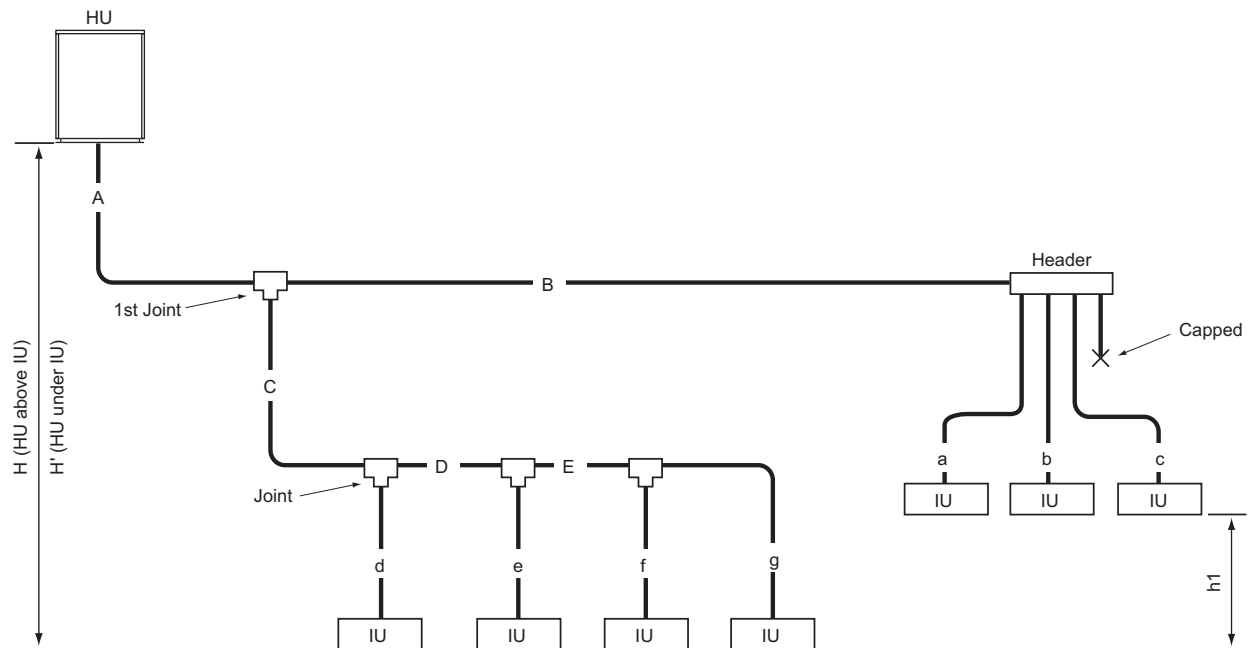 HU
A
B
Header
1st Joint
Capped
H (HU above IU)
H' (HU under IU)
C
D
E
Joint
a
b
c
IU
IU
IU
d
e
f
g
h1
IU
IU
IU
IU